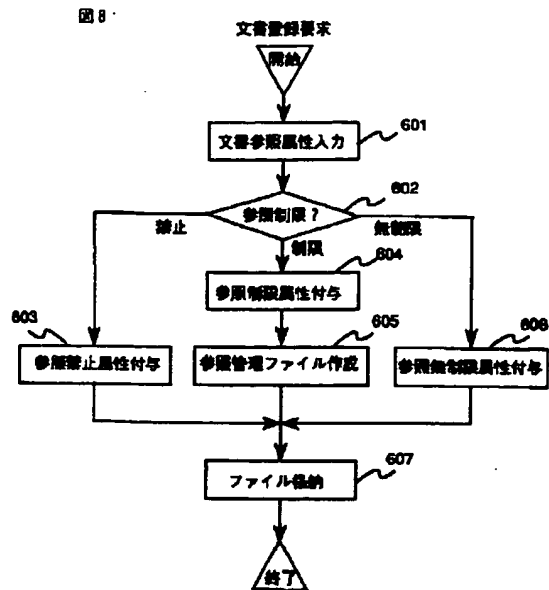 図8
文書登録要求
開始
文書参照属性入力
601
参照制限?
602
禁止
制限
無制限
604
参照制限属性付与
603
参照禁止属性付与
605
参照管理ファイル作成
606
参照無制限属性付与
ファイル格納
607
終了